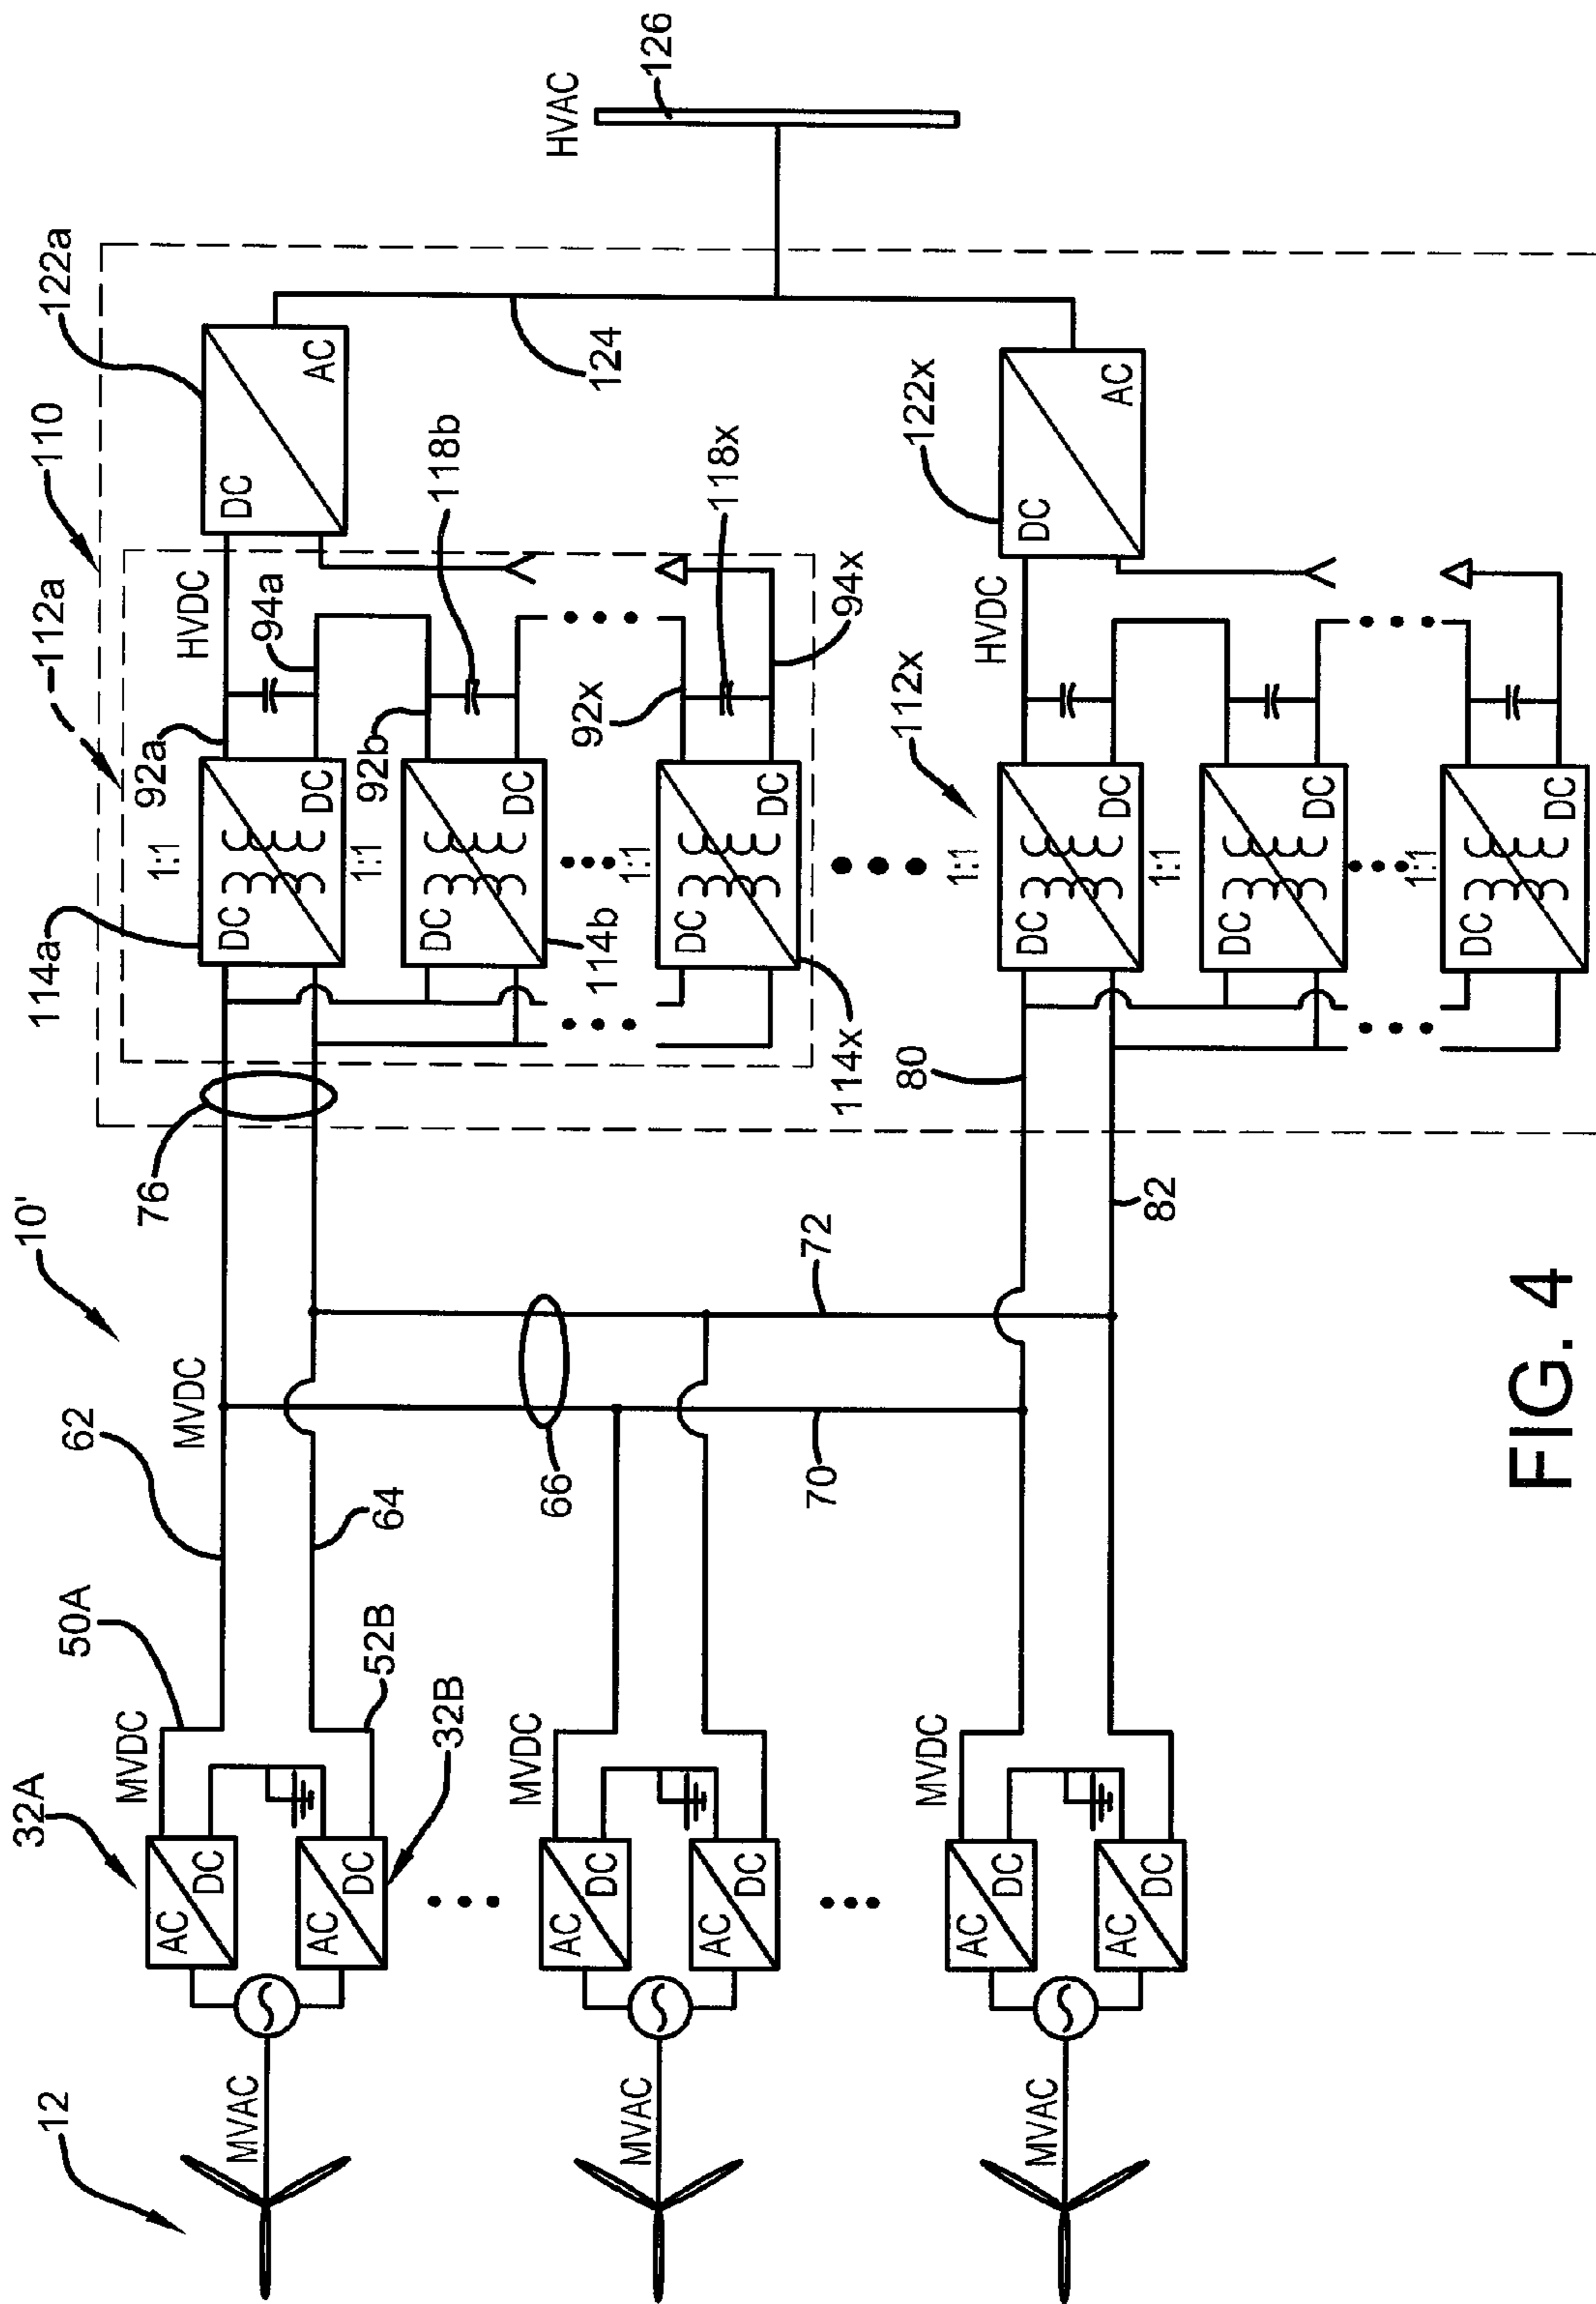 12
MVAC
MVAC
MVAC
32A
AC
DC
AC
DC
32B
AC
DC
AC
DC
AC
DC
AC
DC
MVDC
50A
52B
MVDC
MVDC
62
64
MVDC
10'
66
70
72
76
80
82
110
112a
114a
1:1
DC
DC
92a
HVDC
94a
1:1
DC
DC
114b
92b
118b
1:1
DC
DC
114x
92x
118x
94x
122a
DC
AC
124
HVAC
126
112x
1:1
DC
DC
HVDC
1:1
DC
DC
1:1
DC
DC
122x
DC
AC
FIG. 4